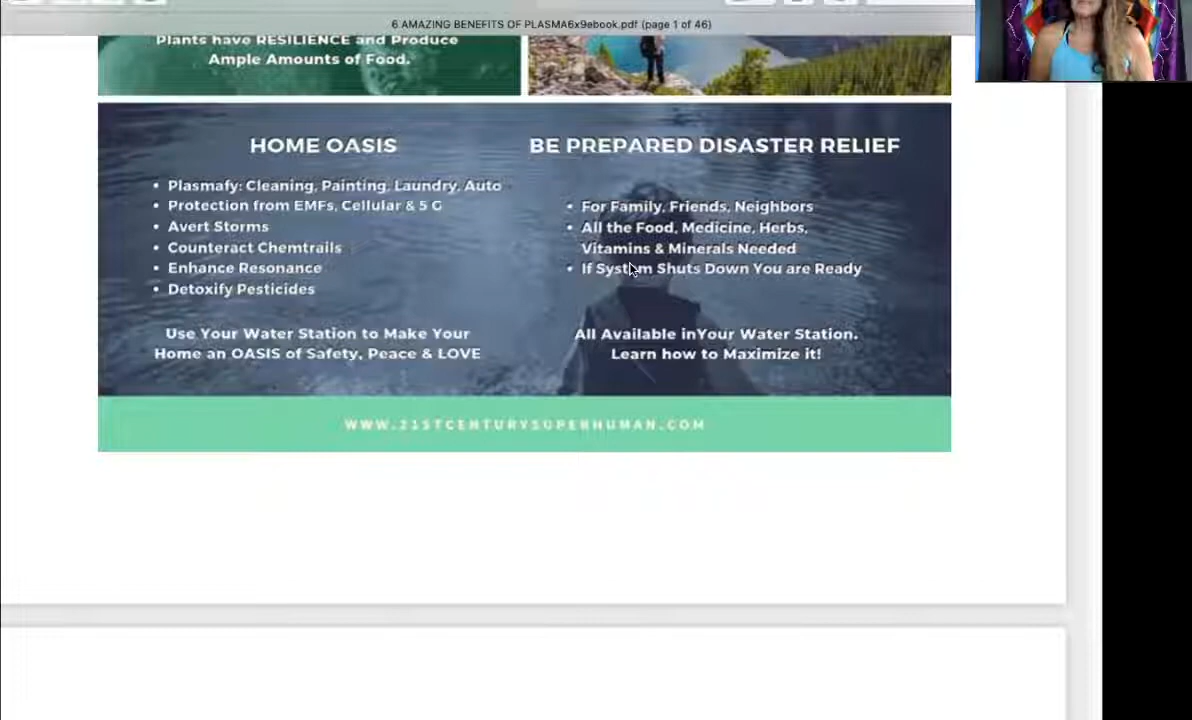 6 AMAZING BENEFITS OF PLASMA6x9ebook.pdf (page 1 of 46)
Plants have RESILIENCE and Produce
Ample Amounts of Food.
HOME OASIS
• Plasmafy: Cleaning, Painting, Laundry, Auto
• Protection from EMFs, Cellular & 5 G
• Avert Storms
• Counteract Chemtrails
• Enhance Resonance
• Detoxify Pesticides
Use Your Water Station to Make Your
Home an OASIS of Safety, Peace & LOVE
BE PREPARED DISASTER RELIEF
• For Family, Friends, Neighbors
• All the Food, Medicine, Herbs,
Vitamins & Minerals Needed
• If System Shuts Down You are Ready
All Available inYour Water Station.
Learn how to Maximize it!
WWW.21STCENTURYSUPERHUMAN.COM